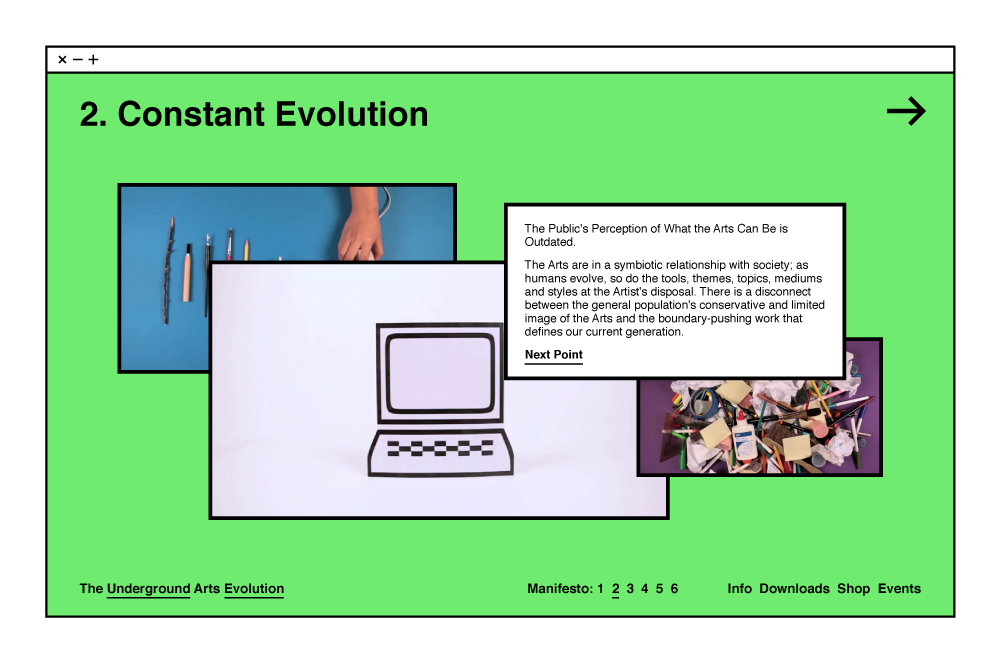 2. Constant Evolution
The Public's Perception of What the Arts Can Be is
Outdated.
The Arts are in a symbiotic relationship with society; as
humans evolve, so do the tools, themes, topics, mediums
and styles at the Artist's disposal. There is a disconnect
between the general population's conservative and limited
image of the Arts and the boundary-pushing work that
defines our current generation.
Next Point
The Underground Arts Evolution
Manifesto: 1 2 3 4 5 6
Info Downloads Shop Events